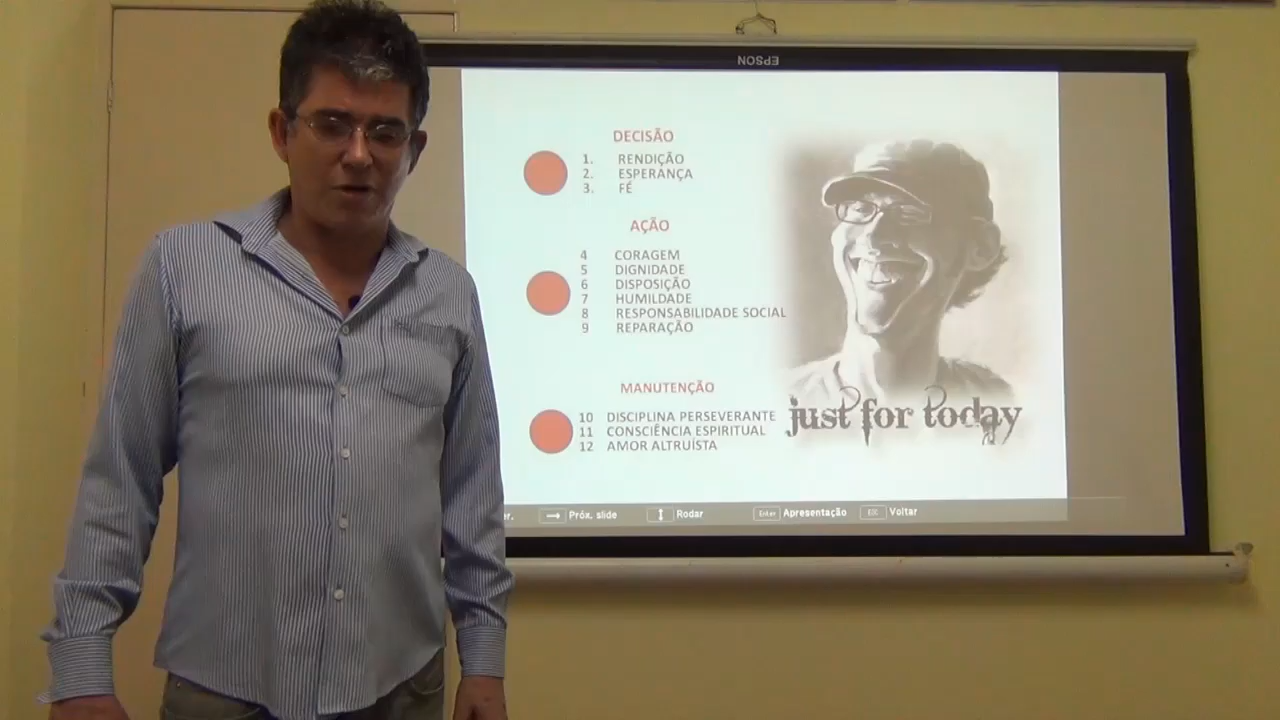 EPSON
DECISÃO
1. RENDIÇÃO
2. ESPERANÇA
3. FÉ
AÇÃO
4 CORAGEM
5 DIGNIDADE
6 DISPOSIÇÃO
7 HUMILDADE
8 RESPONSABILIDADE SOCIAL
9 REPARAÇÃO
MANUTENÇÃO
10 DISCIPLINA PERSEVERANTE
11 CONSCIÊNCIA ESPIRITUAL
12 AMOR ALTRUÍSTA
just for today
Próx. slide Rodar Enter Apresentação Voltar